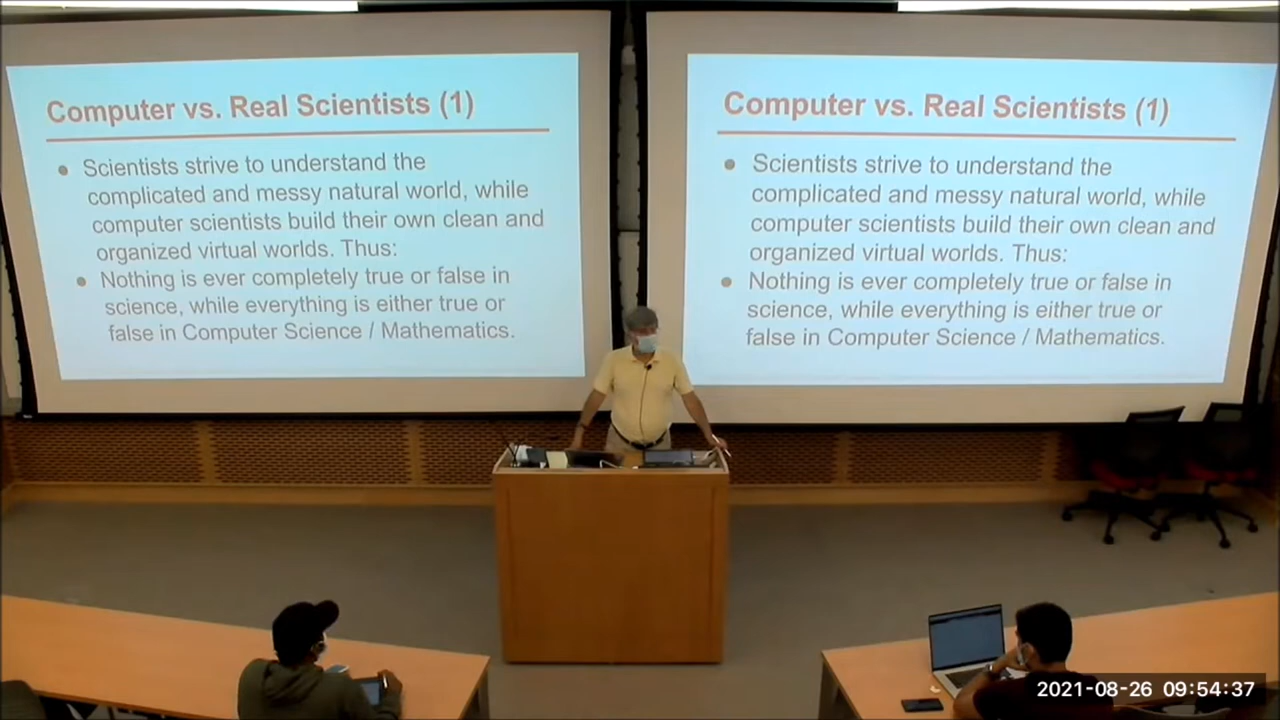 Computer vs. Real Scientists (1)
Scientists strive to understand the
complicated and messy natural world, while
computer scientists build their own clean and
organized virtual worlds. Thus:
Nothing is ever completely true or false in
science, while everything is either true or
false in Computer Science / Mathematics.
Computer vs. Real Scientists (1)
Scientists strive to understand the
complicated and messy natural world, while
computer scientists build their own clean and
organized virtual worlds. Thus:
Nothing is ever completely true or false in
science, while everything is either true or
false in Computer Science / Mathematics.
2021-08-26 09:54:37